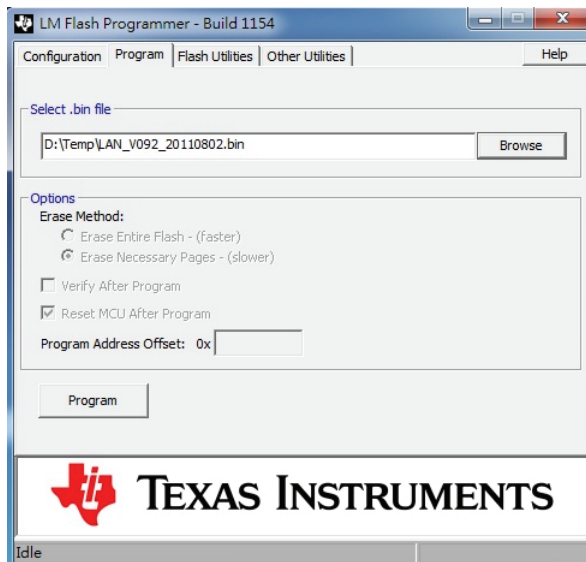 LM Flash Programmer - Build 1154
Configuration Program Flash Utilities Other Utilities Help
Select .bin file
D:\Temp\LAN_V092_20110802.bin Browse
Options
Erase Method:
Erase Entire Flash - (faster)
Erase Necessary Pages - (slower)
Verify After Program
Reset MCU After Program
Program Address Offset: 0x
Program
TEXAS INSTRUMENTS
Idle